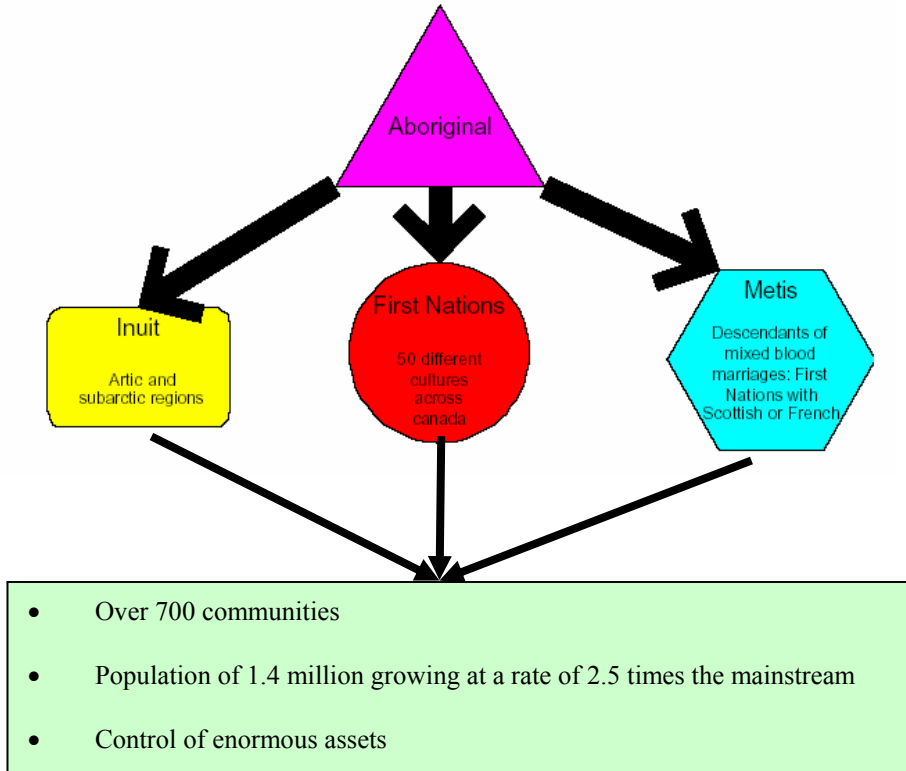 Aboriginal
Inuit
Artic and
subarctic regions
First Nations
50 different
cultures
across
canada
Metis
Descendants of
mixed blood
marriages: First
Nations with
Scottish or French
• Over 700 communities
• Population of 1.4 million growing at a rate of 2.5 times the mainstream
• Control of enormous assets